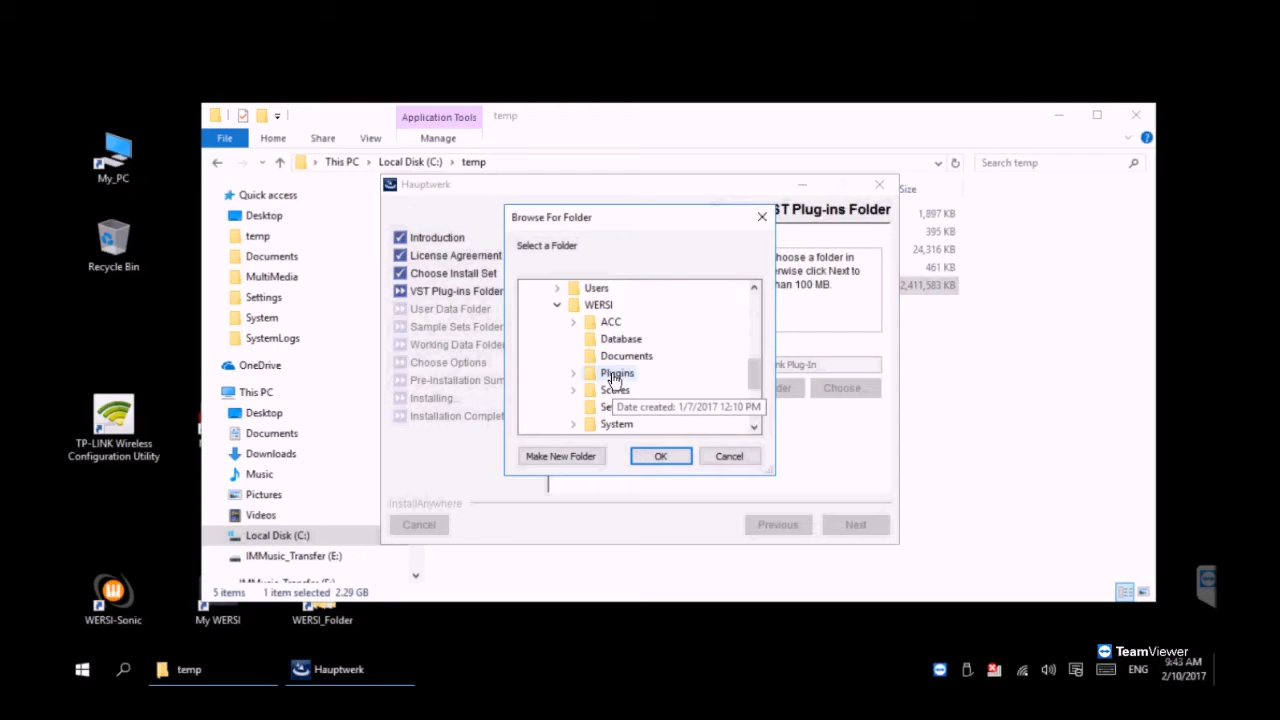 My_PC
Recycle Bin
TP-LINK Wireless
Configuration Utility
WERSI-Sonic
My WERSI
WERSI_Folder
Application Tools
temp
File
Home
Share
View
Manage
This PC
Local Disk (C:)
temp
Search temp
Quick access
Desktop
temp
Documents
MultiMedia
Settings
System
SystemLogs
OneDrive
This PC
Desktop
Documents
Downloads
Music
Pictures
Videos
Local Disk (C:)
IMMusic_Transfer (E:)
5 items
1 item selected 2.29 GB
Size
1,897 KB
395 KB
24,316 KB
461 KB
2,411,583 KB
Hauptwerk
ST Plug-ins Folder
Introduction
License Agreement
Choose Install Set
VST Plug-ins Folder
User Data Folder
Sample Sets Folder
Working Data Folder
Choose Options
Pre-Installation Sum
Installing...
Installation Complet
hoose a folder in
erwise click Next to
han 100 MB.
nk Plug-In
der
Choose...
InstallAnywhere
Cancel
Previous
Next
Browse For Folder
Select a Folder
Users
WERSI
ACC
Database
Documents
Plugins
Scores
Se
Date created: 1/7/2017 12:10 PM
System
Make New Folder
OK
Cancel
temp
Hauptwerk
TeamViewer
ENG
9:43 AM
2/10/2017